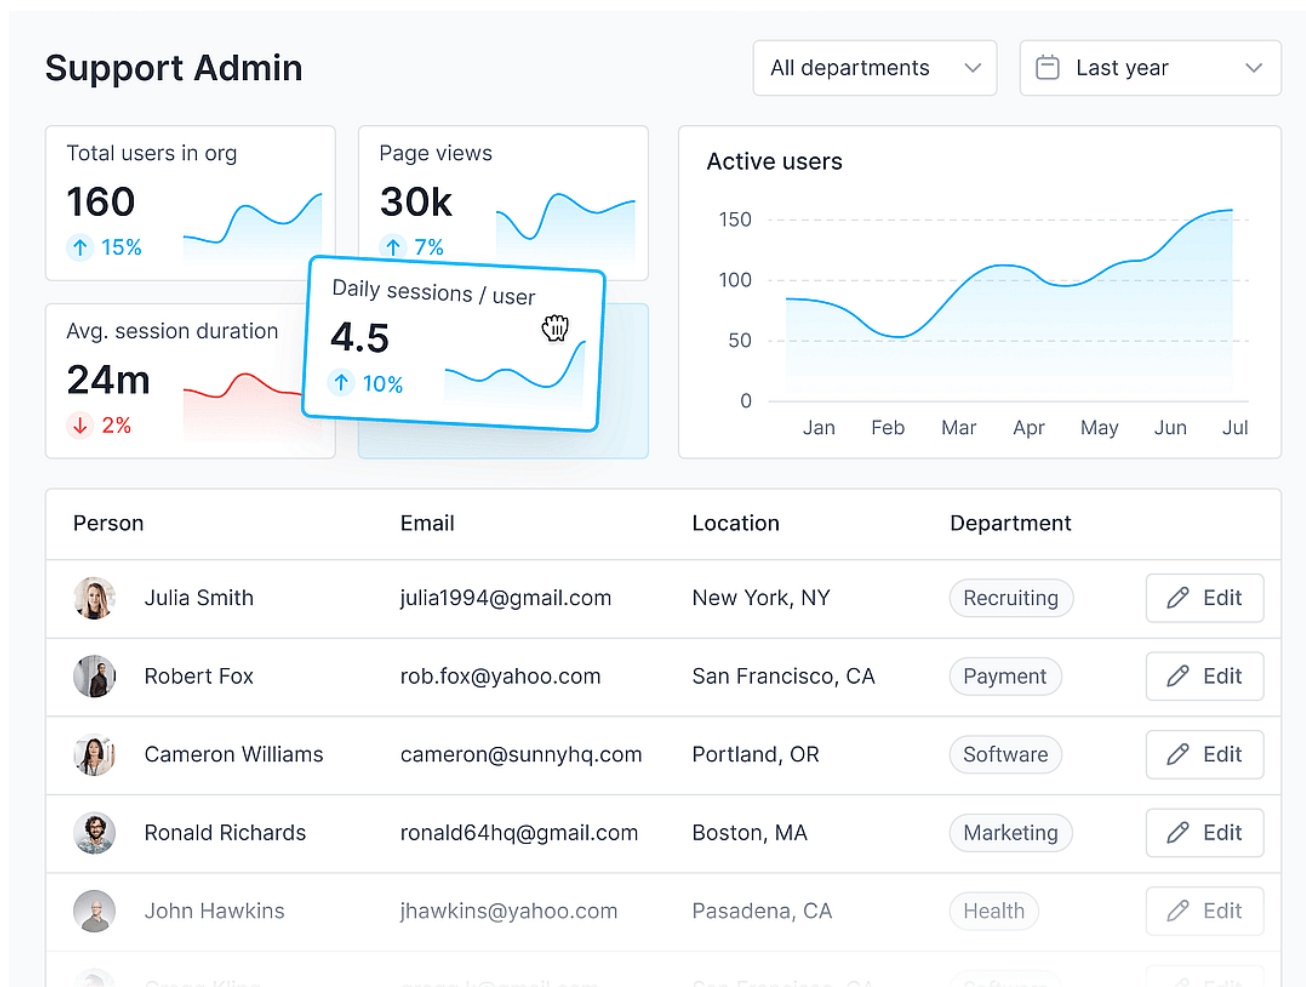 Support Admin
All departments
Last year
Total users in org
160
15%
Page views
30k
7%
Daily sessions / user
4.5
10%
Avg. session duration
24m
2%
Active users
150
100
50
0
Jan Feb Mar Apr May Jun Jul
Person Email Location Department
Julia Smith julia1994@gmail.com New York, NY Recruiting Edit
Robert Fox rob.fox@yahoo.com San Francisco, CA Payment Edit
Cameron Williams cameron@sunnyhq.com Portland, OR Software Edit
Ronald Richards ronald64hq@gmail.com Boston, MA Marketing Edit
John Hawkins jhawkins@yahoo.com Pasadena, CA Health Edit